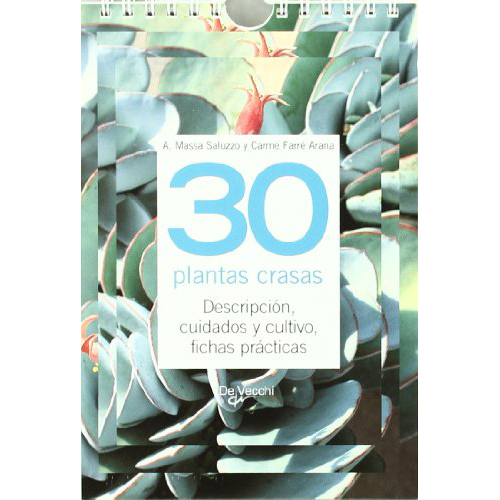 A. Massa Saluzzo y Carme Farré Arana
30
plantas crasas
Descripción,
cuidados y cultivo,
fichas prácticas
De Vecchi